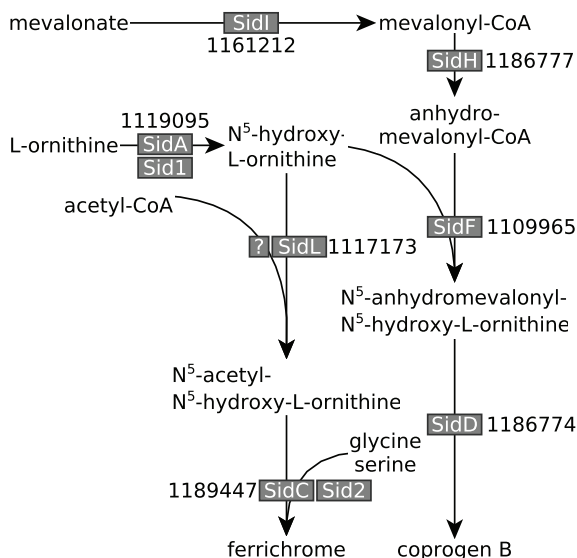 mevalonate SidI mevalonyl-CoA
1161212
SidH 1186777
anhydro-
mevalonyl-CoA
1119095
L-ornithine SidA N⁵-hydroxy-
L-ornithine
Sid1
acetyl-CoA
SidF 1109965
? SidL 1117173
N⁵-anhydromevalonyl-
N⁵-hydroxy-L-ornithine
N⁵-acetyl-
N⁵-hydroxy-L-ornithine
SidD 1186774
glycine
serine
1189447 SidC Sid2
ferrichrome coprogen B